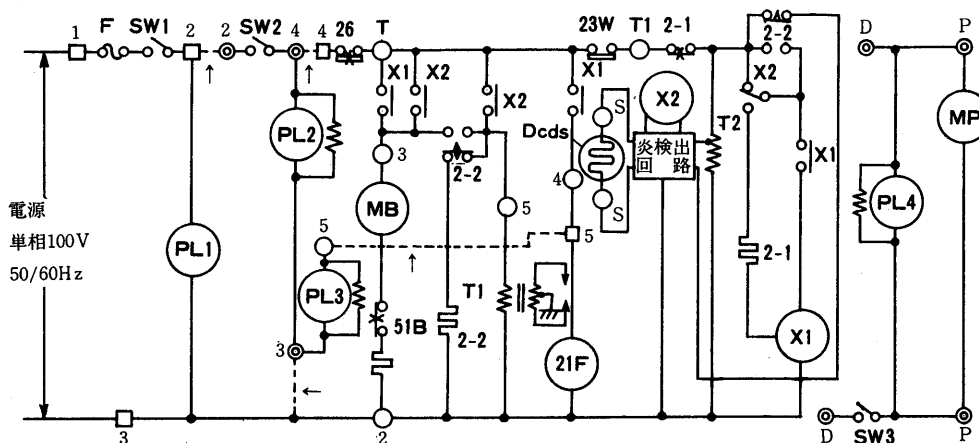 1 F SW1 2 2 SW2 4 4 26 T
23W T1 2-1
2-2
D P
X1 X2 X2 X1
S X2 X2
PL2 Dcds T2 MP
炎検出
回路
3 2-2 4 X1
電源
単相100V
50/60Hz
MB S PL4
5 5 5
PL1 2-1
PL3 T1
51B X1
2-2
3 21F
3 2 D SW3 P